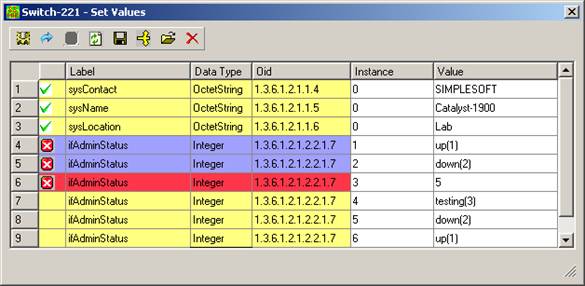 Switch-221 - Set Values
Label Data Type Oid Instance Value
1 sysContact OctetString 1.3.6.1.2.1.1.4 0 SIMPLESOFT
2 sysName OctetString 1.3.6.1.2.1.1.5 0 Catalyst-1900
3 sysLocation OctetString 1.3.6.1.2.1.1.6 0 Lab
4 ifAdminStatus Integer 1.3.6.1.2.1.2.2.1.7 1 up(1)
5 ifAdminStatus Integer 1.3.6.1.2.1.2.2.1.7 2 down(2)
6 ifAdminStatus Integer 1.3.6.1.2.1.2.2.1.7 3 5
7 ifAdminStatus Integer 1.3.6.1.2.1.2.2.1.7 4 testing(3)
8 ifAdminStatus Integer 1.3.6.1.2.1.2.2.1.7 5 down(2)
9 ifAdminStatus Integer 1.3.6.1.2.1.2.2.1.7 6 up(1)